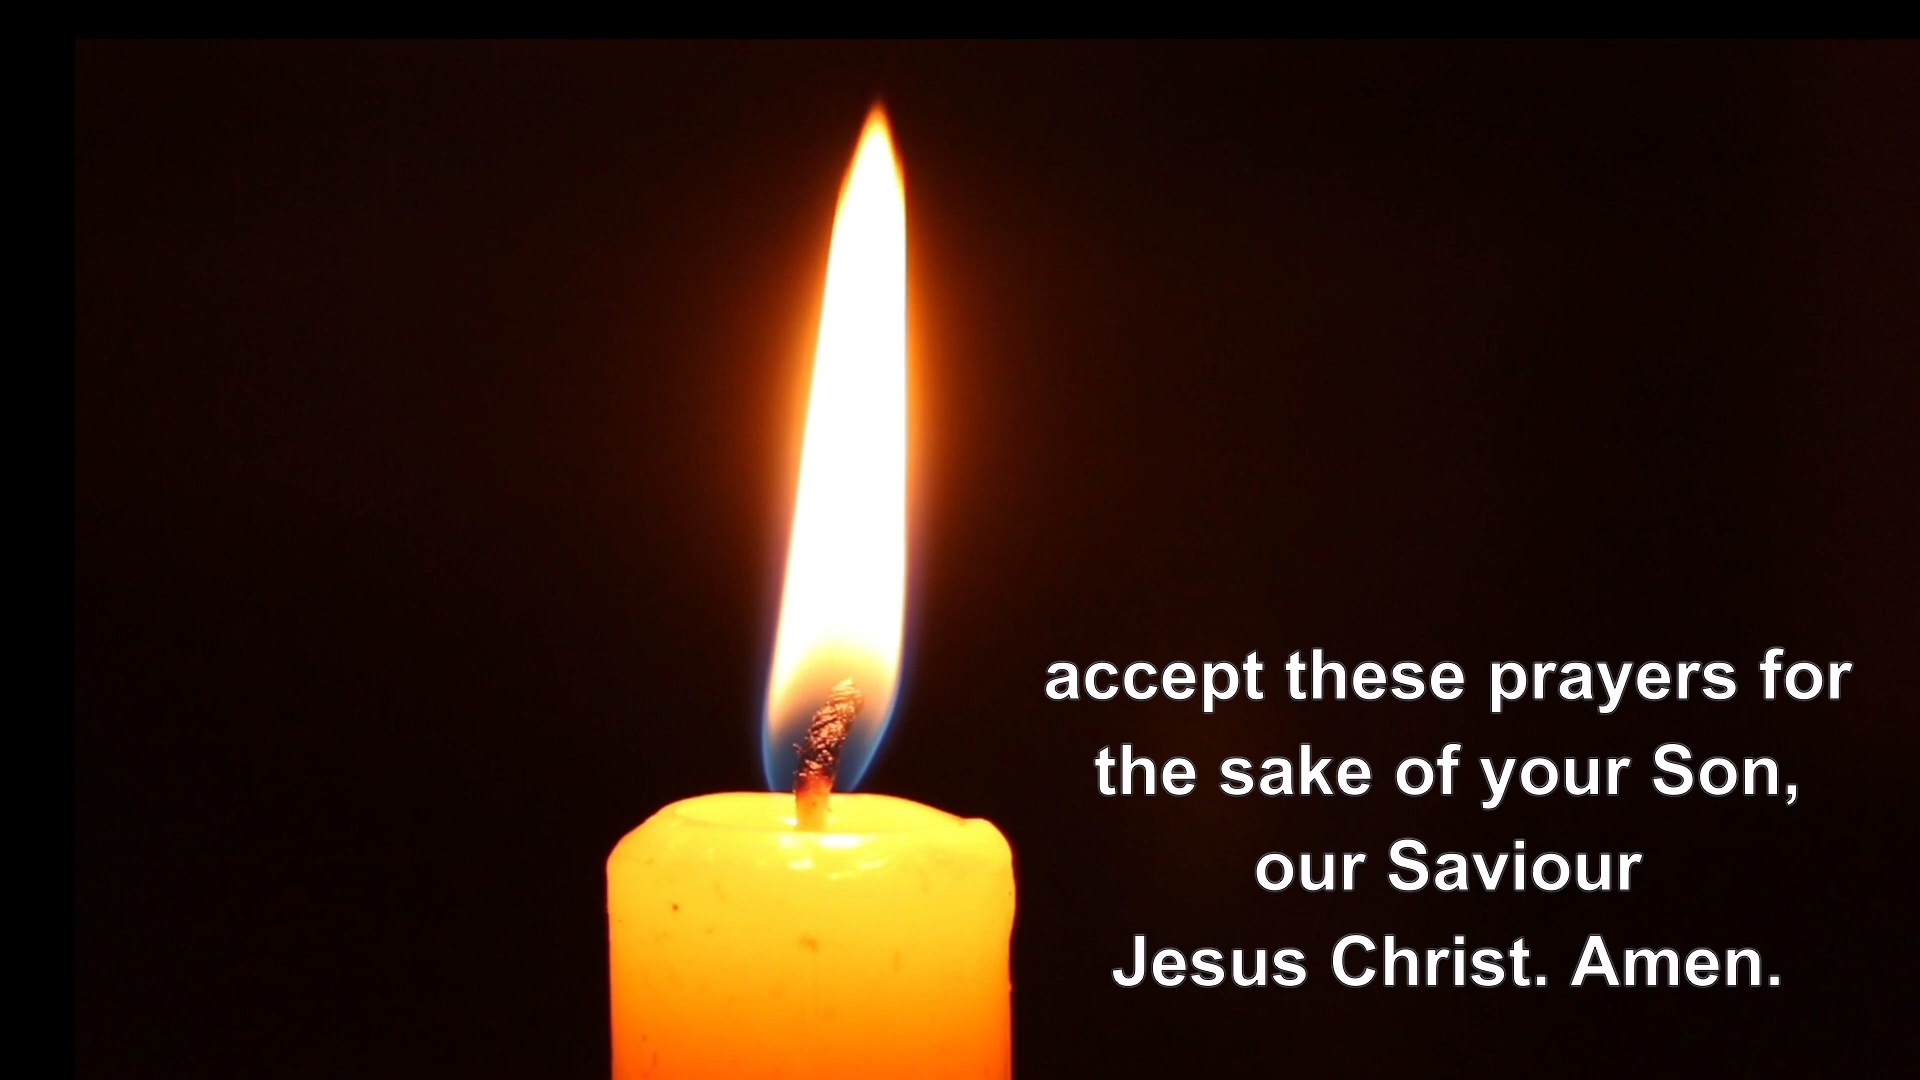 accept these prayers for
the sake of your Son,
our Saviour
Jesus Christ. Amen.